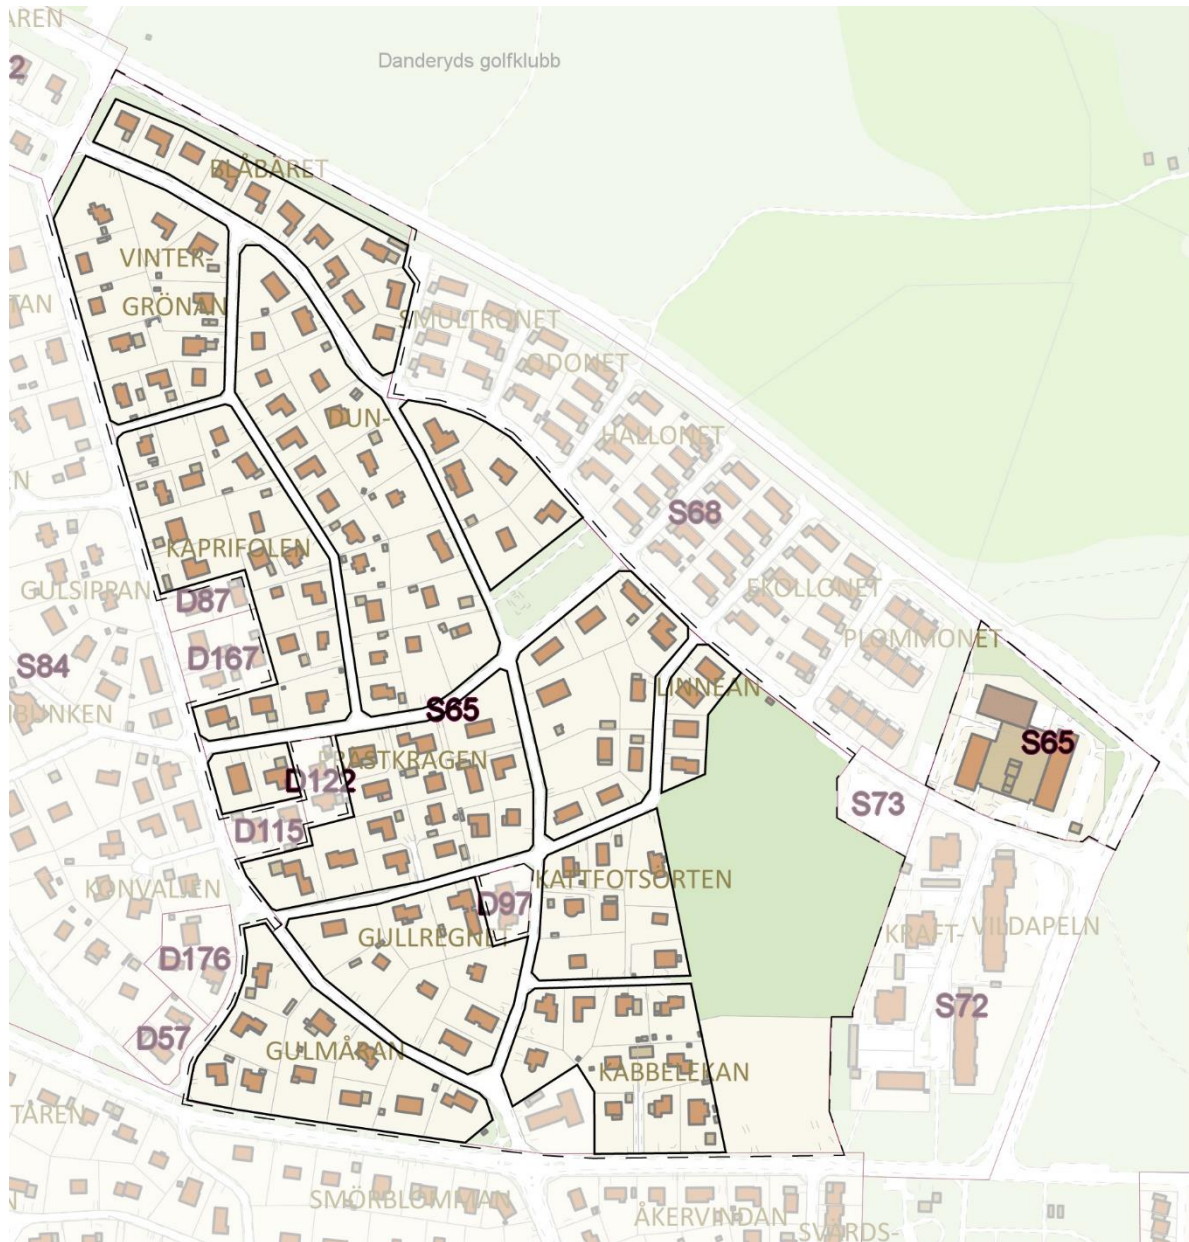 ÄREN
Danderyds golfklubb
2
BLÅBÄRET
VINTER-
GRÖNAN
TAN
SMULTRONET
ODONET
DUN-
HALLONET
N
S68
KAPRIFOLEN
GULSIPPAN
D87
EKOLLONET
PLOMMONET
D167
S84
LINNEAN
BUNKEN
S65
S65
PRÄSTKRAGEN
D122
S73
D115
KONVALJEN
KATTFOTSÖRTEN
D97
GULLREGNET
KRAFT-
VILDAPELN
D176
S72
D57
GULMÅRAN
KABBELEKAN
TÅREN
SMÖRBLOMMAN
N
ÅKERVINDAN
SVÄRDS-